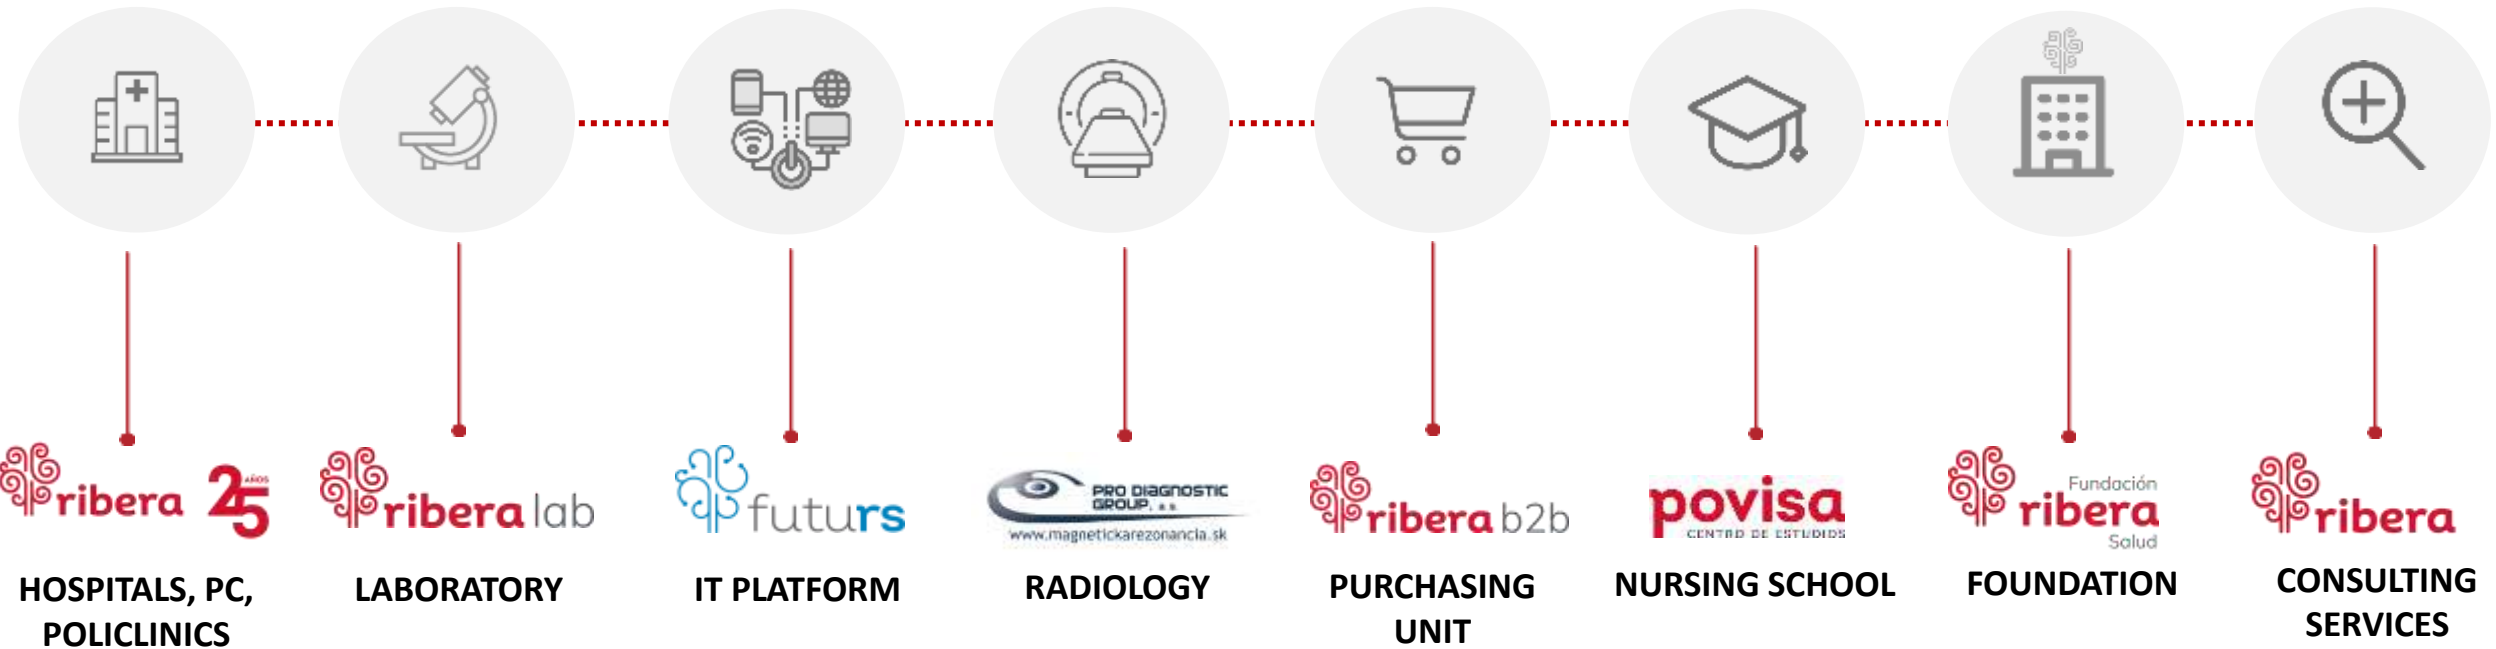 ribera 25 AÑOS
HOSPITALS, PC,
POLICLINICS
ribera lab
LABORATORY
futurs
IT PLATFORM
PRO DIAGNOSTIC
GROUP, a.s.
www.magnetickarezonancia.sk
RADIOLOGY
ribera b2b
PURCHASING
UNIT
povisa
CENTRO DE ESTUDIOS
NURSING SCHOOL
Fundación
ribera
Salud
FOUNDATION
ribera
CONSULTING
SERVICES